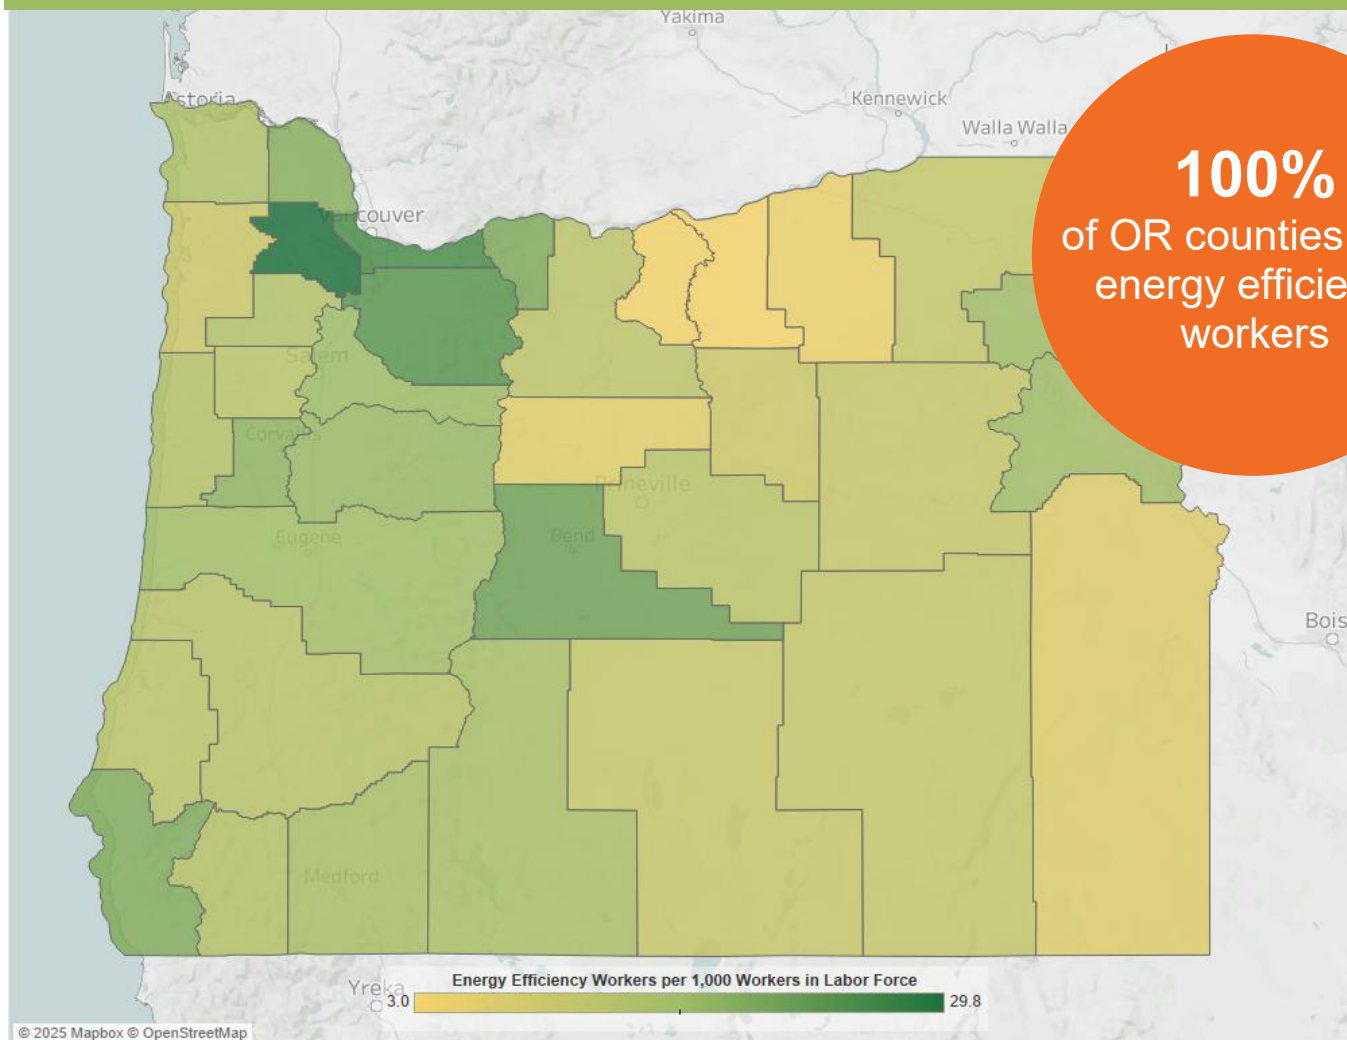 Yakima
Astoria
Kennewick
Walla Walla
Vancouver
100%
of OR counties
energy efficie
workers
Salem
Corvallis
Prineville
Eugene
Bend
Bois
Medford
Yreka
Energy Efficiency Workers per 1,000 Workers in Labor Force
3.0
29.8
© 2025 Mapbox © OpenStreetMap